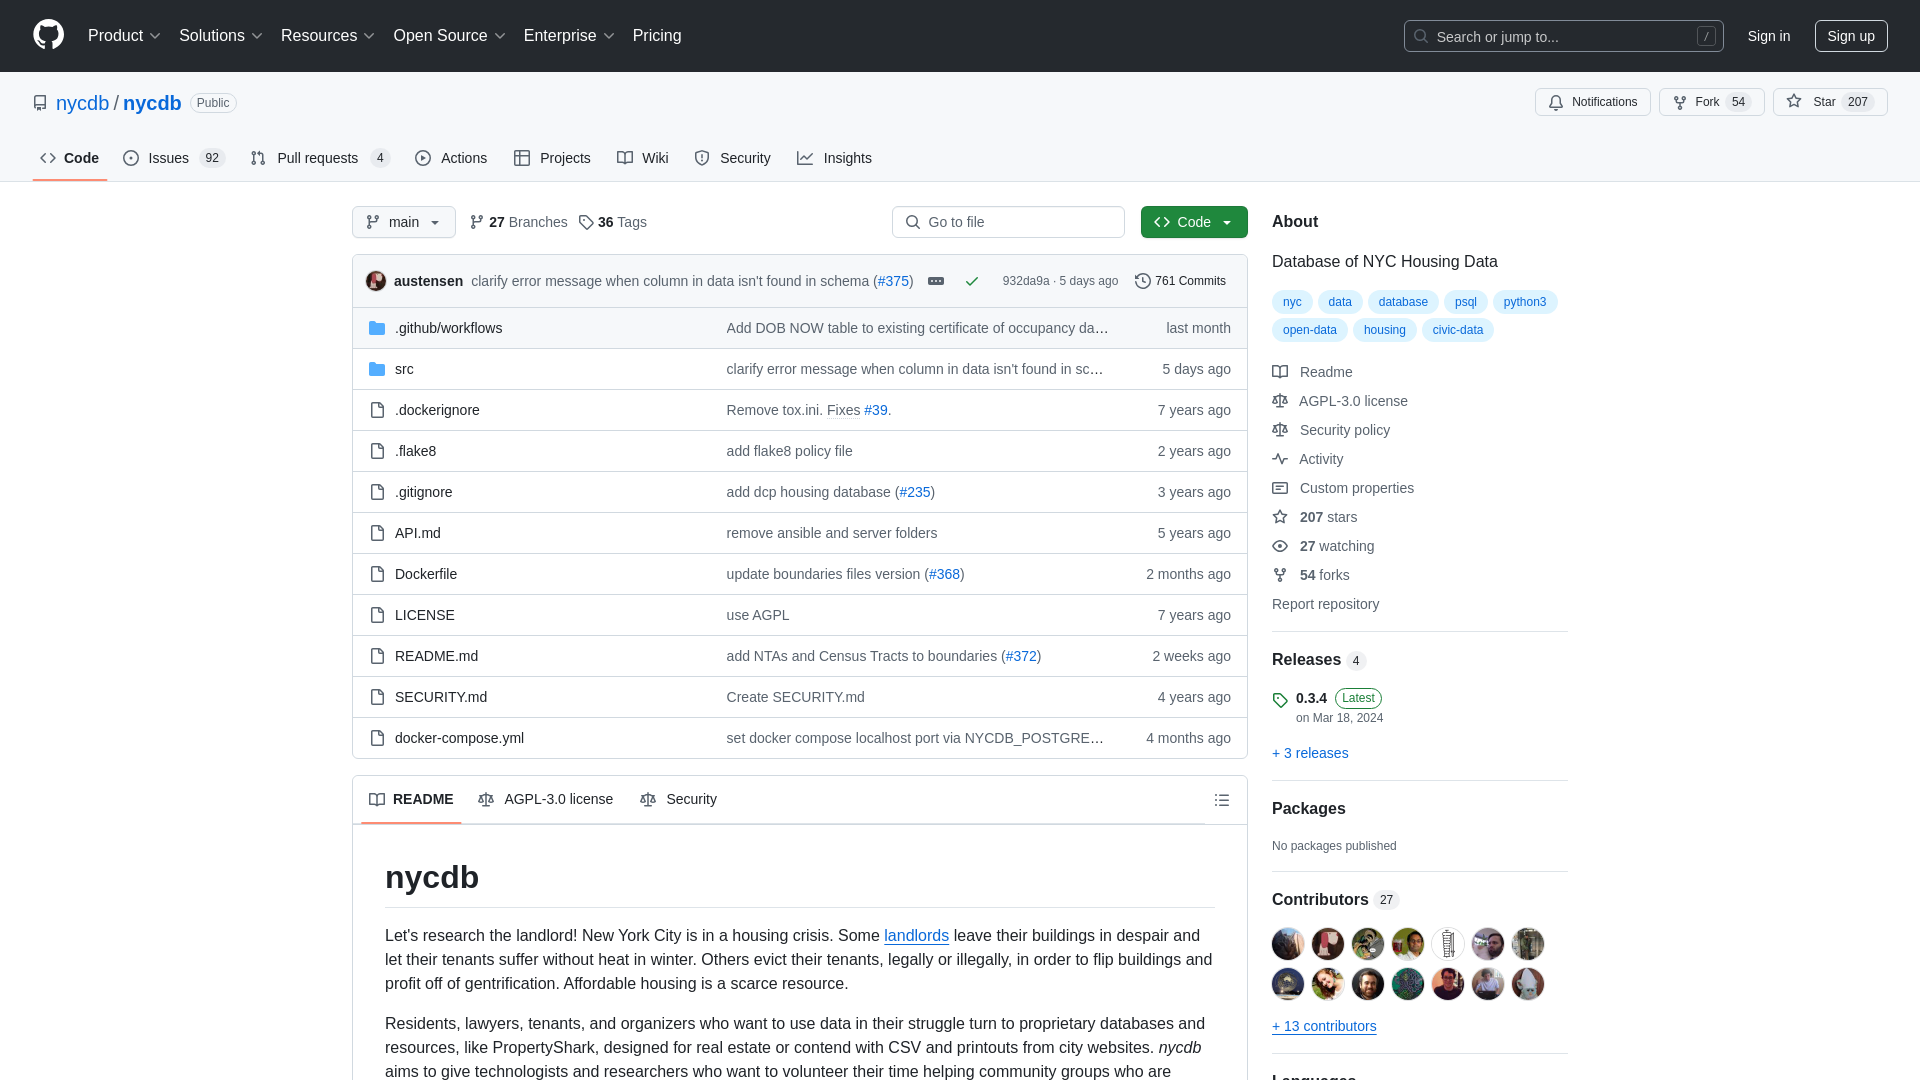 Product Solutions Resources Open Source Enterprise Pricing Search or jump to... / Sign in Sign up
nycdb / nycdb Public Notifications Fork 54 Star 207
Code Issues 92 Pull requests 4 Actions Projects Wiki Security Insights
main 27 Branches 36 Tags Go to file Code
austensen clarify error message when column in data isn't found in schema (#375) 932da9a · 5 days ago 761 Commits
.github/workflows Add DOB NOW table to existing certificate of occupancy da… last month
src clarify error message when column in data isn't found in sc… 5 days ago
.dockerignore Remove tox.ini. Fixes #39. 7 years ago
.flake8 add flake8 policy file 2 years ago
.gitignore add dcp housing database (#235) 3 years ago
API.md remove ansible and server folders 5 years ago
Dockerfile update boundaries files version (#368) 2 months ago
LICENSE use AGPL 7 years ago
README.md add NTAs and Census Tracts to boundaries (#372) 2 weeks ago
SECURITY.md Create SECURITY.md 4 years ago
docker-compose.yml set docker compose localhost port via NYCDB_POSTGRE… 4 months ago
README AGPL-3.0 license Security
nycdb
Let's research the landlord! New York City is in a housing crisis. Some landlords leave their buildings in despair and
let their tenants suffer without heat in winter. Others evict their tenants, legally or illegally, in order to flip buildings and
profit off of gentrification. Affordable housing is a scarce resource.
Residents, lawyers, tenants, and organizers who want to use data in their struggle turn to proprietary databases and
resources, like PropertyShark, designed for real estate or contend with CSV and printouts from city websites. nycdb
aims to give technologists and researchers who want to volunteer their time helping community groups who are
About
Database of NYC Housing Data
nyc data database psql python3
open-data housing civic-data
Readme
AGPL-3.0 license
Security policy
Activity
Custom properties
207 stars
27 watching
54 forks
Report repository
Releases 4
0.3.4 Latest
on Mar 18, 2024
+ 3 releases
Packages
No packages published
Contributors 27
+ 13 contributors
Languages